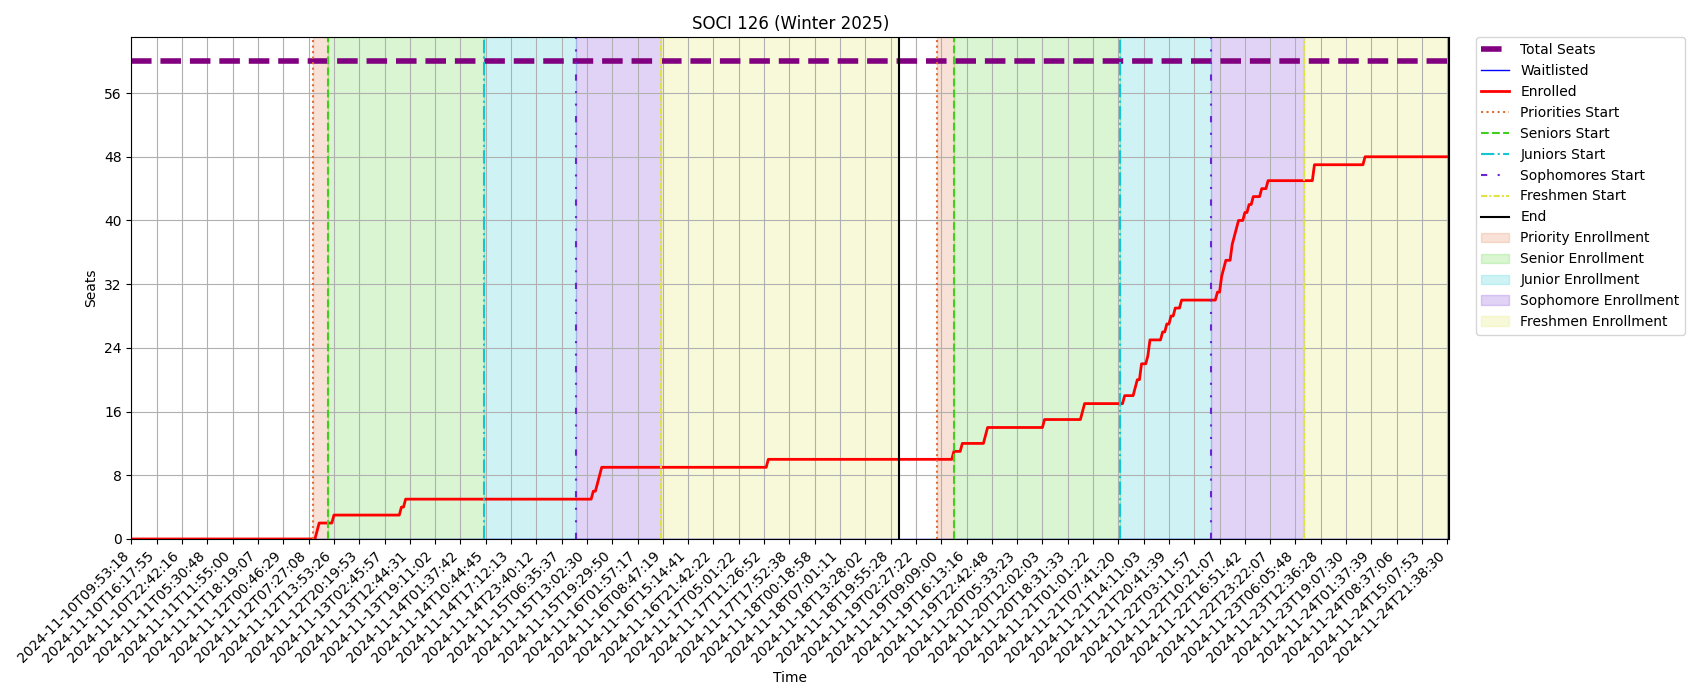 SOCI 126 (Winter 2025)
Seats
56
48
40
32
24
16
8
0
2024-11-10T09:53:18
2024-11-10T16:17:55
2024-11-10T22:42:16
2024-11-11T05:30:48
2024-11-11T11:55:00
2024-11-11T18:19:07
2024-11-12T00:46:29
2024-11-12T07:27:08
2024-11-12T13:53:26
2024-11-12T20:19:53
2024-11-13T02:45:57
2024-11-13T12:44:31
2024-11-13T19:11:02
2024-11-14T01:37:42
2024-11-14T10:44:45
2024-11-14T17:12:13
2024-11-14T23:40:12
2024-11-15T06:35:37
2024-11-15T13:02:30
2024-11-15T19:29:50
2024-11-16T01:57:17
2024-11-16T08:47:19
2024-11-16T15:14:41
2024-11-16T21:42:22
2024-11-17T05:01:22
2024-11-17T11:26:52
2024-11-17T17:52:38
2024-11-18T00:18:58
2024-11-18T07:01:11
2024-11-18T13:28:02
2024-11-18T19:55:28
2024-11-19T02:27:22
2024-11-19T09:09:00
2024-11-19T16:13:16
2024-11-19T22:42:48
2024-11-20T05:33:23
2024-11-20T12:02:03
2024-11-20T18:31:33
2024-11-21T01:01:22
2024-11-21T07:41:20
2024-11-21T14:11:03
2024-11-21T20:41:39
2024-11-22T03:11:57
2024-11-22T10:21:07
2024-11-22T16:51:42
2024-11-22T23:22:07
2024-11-23T06:05:48
2024-11-23T12:36:28
2024-11-23T19:07:30
2024-11-24T01:37:39
2024-11-24T08:37:06
2024-11-24T15:07:53
2024-11-24T21:38:30
Time
Total Seats
Waitlisted
Enrolled
Priorities Start
Seniors Start
Juniors Start
Sophomores Start
Freshmen Start
End
Priority Enrollment
Senior Enrollment
Junior Enrollment
Sophomore Enrollment
Freshmen Enrollment